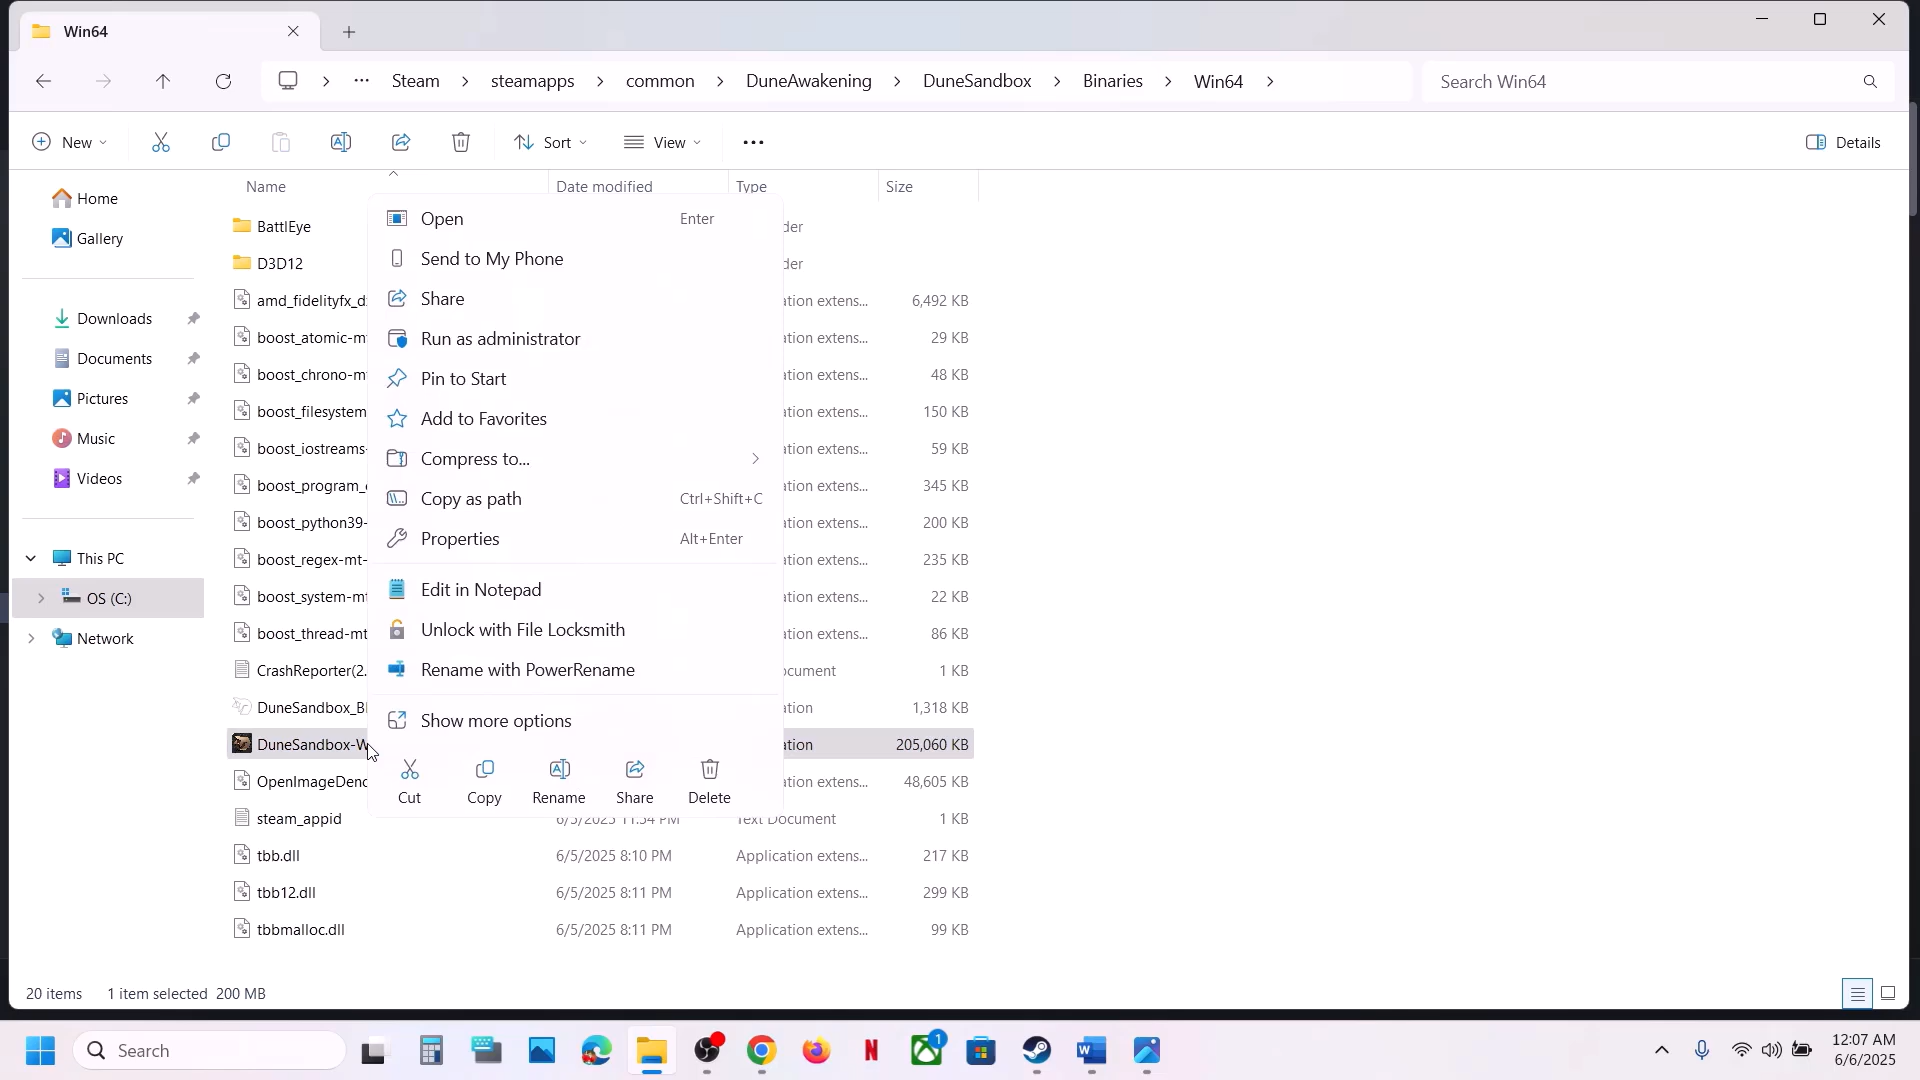 Win64
Steam > steamapps > common > DuneAwakening > DuneSandbox > Binaries > Win64 >
Search Win64
New
Sort
View
Details
Name
Date modified
Type
Size
Home
Gallery
Downloads
Documents
Pictures
Music
Videos
This PC
OS (C:)
Network
BattlEye
der
D3D12
der
amd_fidelityfx_d
ation extens...
6,492 KB
boost_atomic-m
ation extens...
29 KB
boost_chrono-m
ation extens...
48 KB
boost_filesystem
ation extens...
150 KB
boost_iostreams-
ation extens...
59 KB
boost_program_
ation extens...
345 KB
boost_python39-
ation extens...
200 KB
boost_regex-mt-
ation extens...
235 KB
boost_system-m
ation extens...
22 KB
boost_thread-mt
ation extens...
86 KB
CrashReporter(2.
ocument
1 KB
DuneSandbox_B
ation
1,318 KB
DuneSandbox-W
ation
205,060 KB
OpenImageDeno
ation extens...
48,605 KB
steam_appid
6/5/2025 11:54 PM
Text Document
1 KB
tbb.dll
6/5/2025 8:10 PM
Application extens...
217 KB
tbb12.dll
6/5/2025 8:11 PM
Application extens...
299 KB
tbbmalloc.dll
6/5/2025 8:11 PM
Application extens...
99 KB
Open
Enter
Send to My Phone
Share
Run as administrator
Pin to Start
Add to Favorites
Compress to...
Copy as path
Ctrl+Shift+C
Properties
Alt+Enter
Edit in Notepad
Unlock with File Locksmith
Rename with PowerRename
Show more options
Cut
Copy
Rename
Share
Delete
20 items
1 item selected 200 MB
Search
1
12:07 AM
6/6/2025